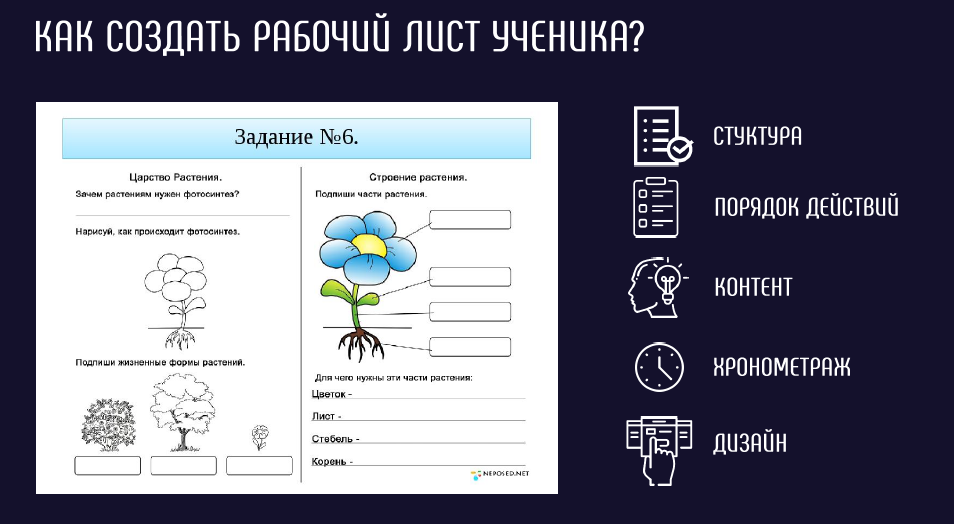 КАК СОЗДАТЬ РАБОЧИЙ ЛИСТ УЧЕНИКА?
Задание №6.
Царство Растения.
Зачем растениям нужен фотосинтез?
Нарисуй, как происходит фотосинтез.
Подпиши жизненные формы растений.
Строение растения.
Подпиши части растения.
Для чего нужны эти части растения:
Цветок -
Лист -
Стебель -
Корень -
NEPOSED.NET
СТУКТУРА
ПОРЯДОК ДЕЙСТВИЙ
КОНТЕНТ
ХРОНОМЕТРАЖ
ДИЗАЙН